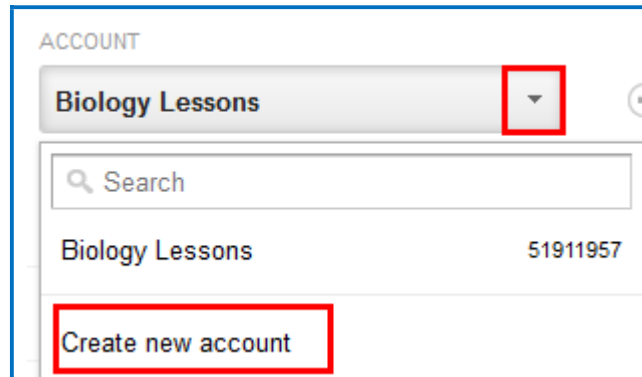 ACCOUNT
Biology Lessons
Search
Biology Lessons 51911957
Create new account